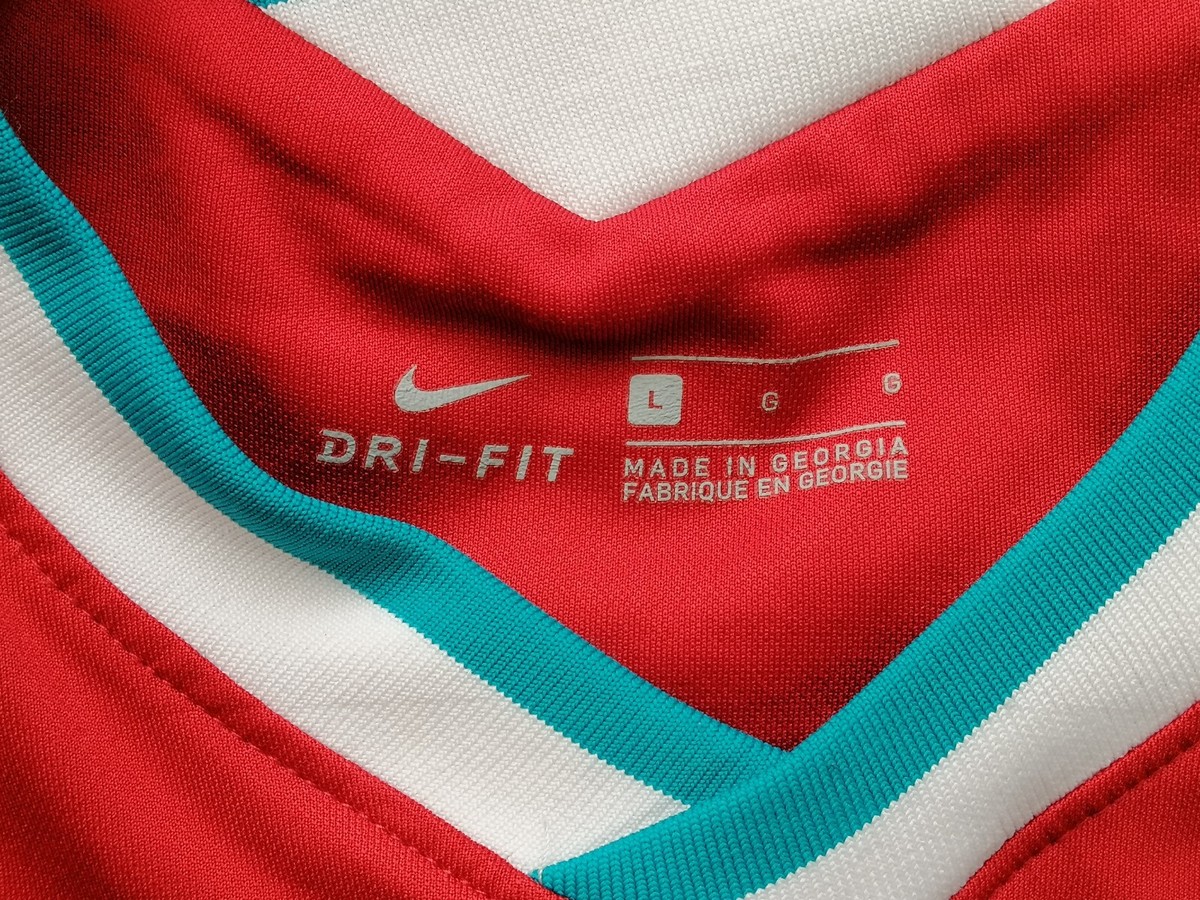 DRI-FIT
L G G
MADE IN GEORGIA
FABRIQUE EN GEORGIE